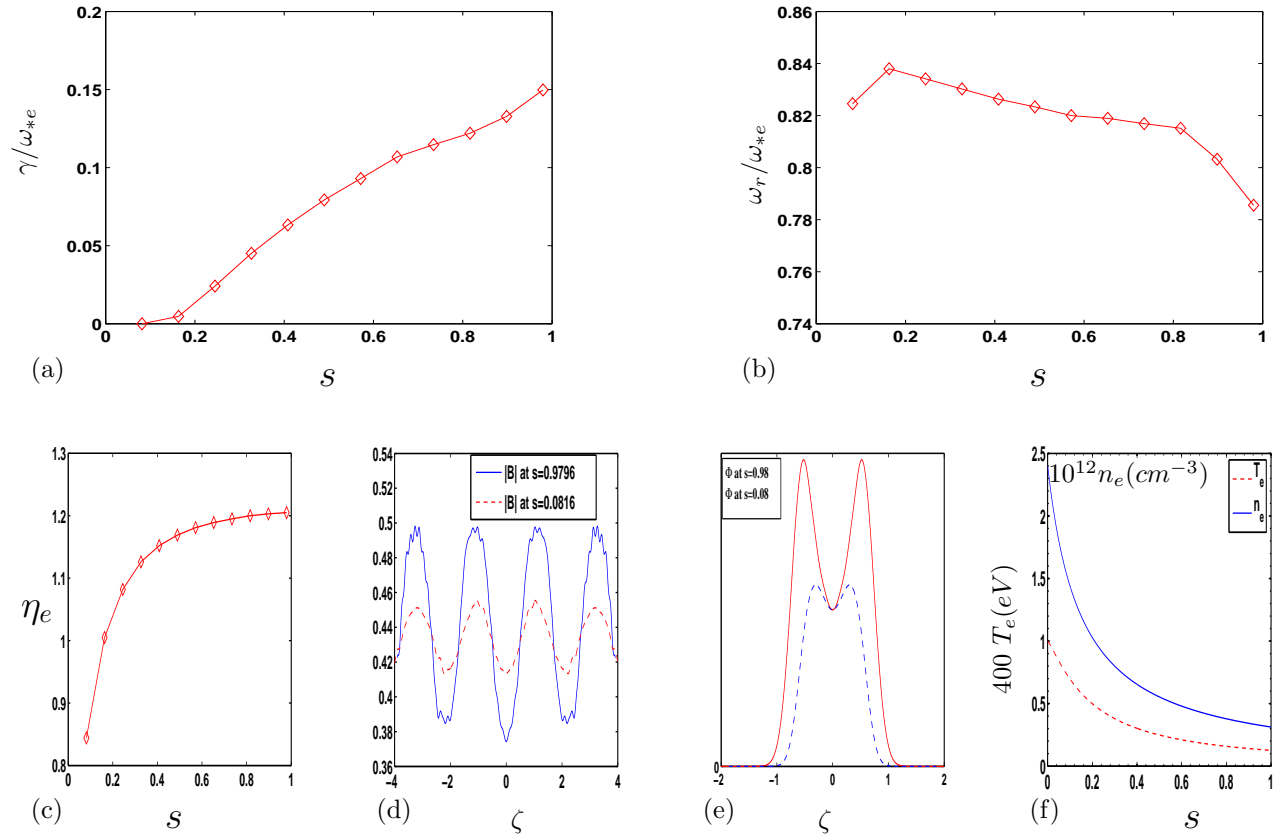 0.2
0.15
0.1
0.05
0
0.2
0.4
0.6
0.8
1
γ/ω*e
s
(a)
0.86
0.84
0.82
0.8
0.78
0.76
0.74
0
0.2
0.4
0.6
0.8
1
ωr/ω*e
s
(b)
1.3
1.2
1.1
1
0.9
0.8
0
0.2
0.4
0.6
0.8
1
ηe
s
(c)
0.54
0.52
0.5
0.48
0.46
0.44
0.42
0.4
0.38
0.36
−4
−2
0
2
4
|B| at s=0.9796
|B| at s=0.0816
ζ
(d)
Φ at s=0.98
Φ at s=0.08
0
−2
−1
0
1
2
ζ
(e)
2.5
2
1.5
1
0.5
0
0
0.2
0.4
0.6
0.8
1
10^12 ne(cm^−3)
Te
ne
400 Te(eV)
s
(f)